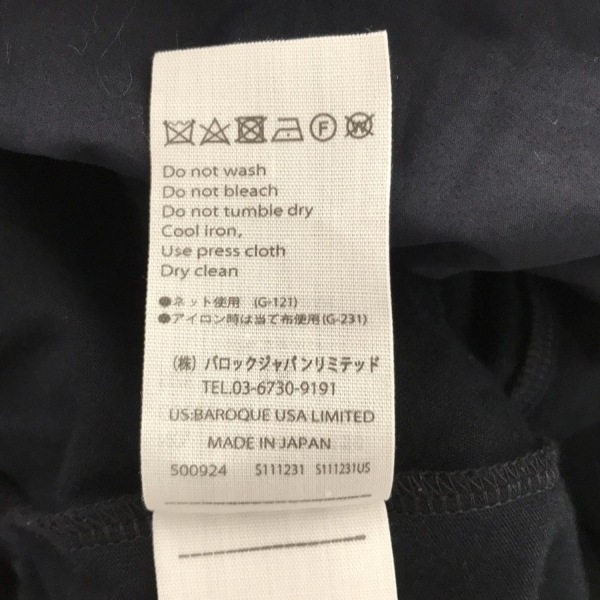 F W
Do not wash
Do not bleach
Do not tumble dry
Cool iron,
Use press cloth
Dry clean
●ネット使用 (G-121)
●アイロン時は当て布使用(G-231)
(株) バロックジャパンリミテッド
TEL.03-6730-9191
US:BAROQUE USA LIMITED
MADE IN JAPAN
500924 S111231 S111231US